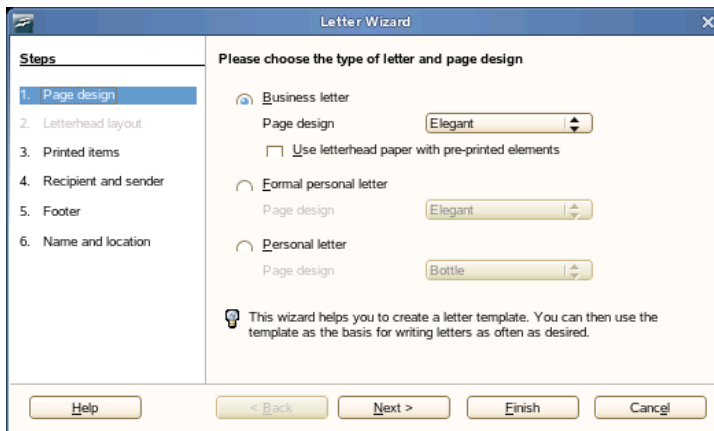 Letter Wizard
Steps
1. Page design
2. Letterhead layout
3. Printed items
4. Recipient and sender
5. Footer
6. Name and location
Please choose the type of letter and page design
Business letter
Page design Elegant
Use letterhead paper with pre-printed elements
Formal personal letter
Page design Elegant
Personal letter
Page design Bottle
This wizard helps you to create a letter template. You can then use the
template as the basis for writing letters as often as desired.
Help < Back Next > Finish Cancel